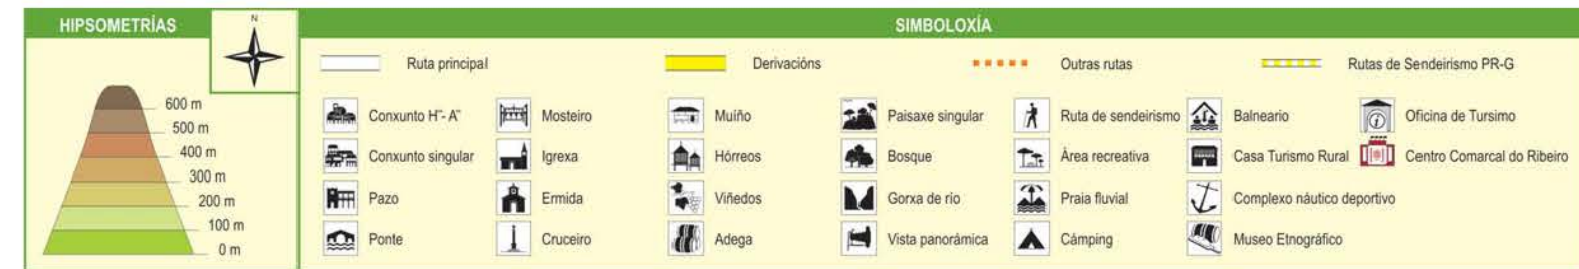 HIPSOMETRÍAS
N
SIMBOLOXÍA
600 m
500 m
400 m
300 m
200 m
100 m
0 m
Ruta principal
Derivacións
Outras rutas
Rutas de Sendeirismo PR-G
Conxunto Hº- Aº
Mosteiro
Muíño
Paisaxe singular
Ruta de sendeirismo
Balneario
Oficina de Tursimo
Conxunto singular
Igrexa
Hórreos
Bosque
Área recreativa
Casa Turismo Rural
Centro Comarcal do Ribeiro
Pazo
Ermida
Viñedos
Gorxa de río
Praia fluvial
Complexo náutico deportivo
Ponte
Cruceiro
Adega
Vista panorámica
Cámping
Museo Etnográfico